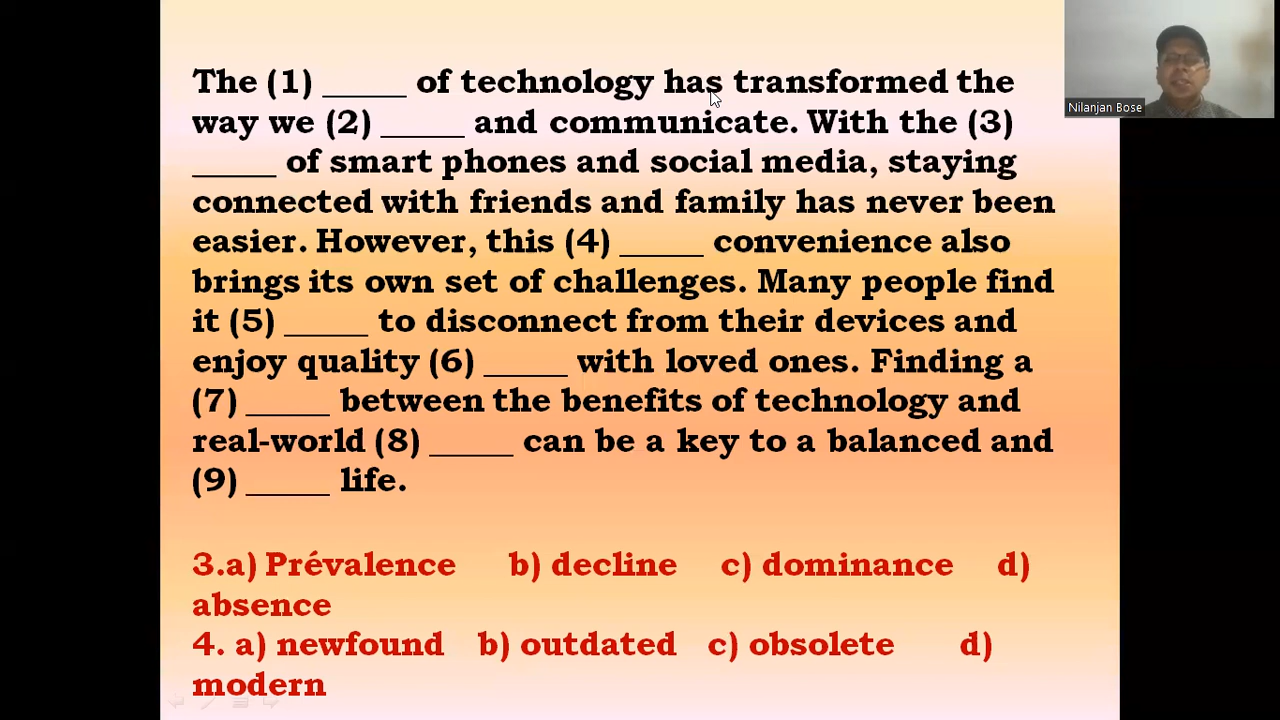 The (1) _____ of technology has transformed the
way we (2) _____ and communicate. With the (3)
_____ of smart phones and social media, staying
connected with friends and family has never been
easier. However, this (4) _____ convenience also
brings its own set of challenges. Many people find
it (5) _____ to disconnect from their devices and
enjoy quality (6) _____ with loved ones. Finding a
(7) _____ between the benefits of technology and
real-world (8) _____ can be a key to a balanced and
(9) _____ life.
3.a) Prévalence b) decline c) dominance d)
absence
4. a) newfound b) outdated c) obsolete d)
modern
Nilanjan Bose